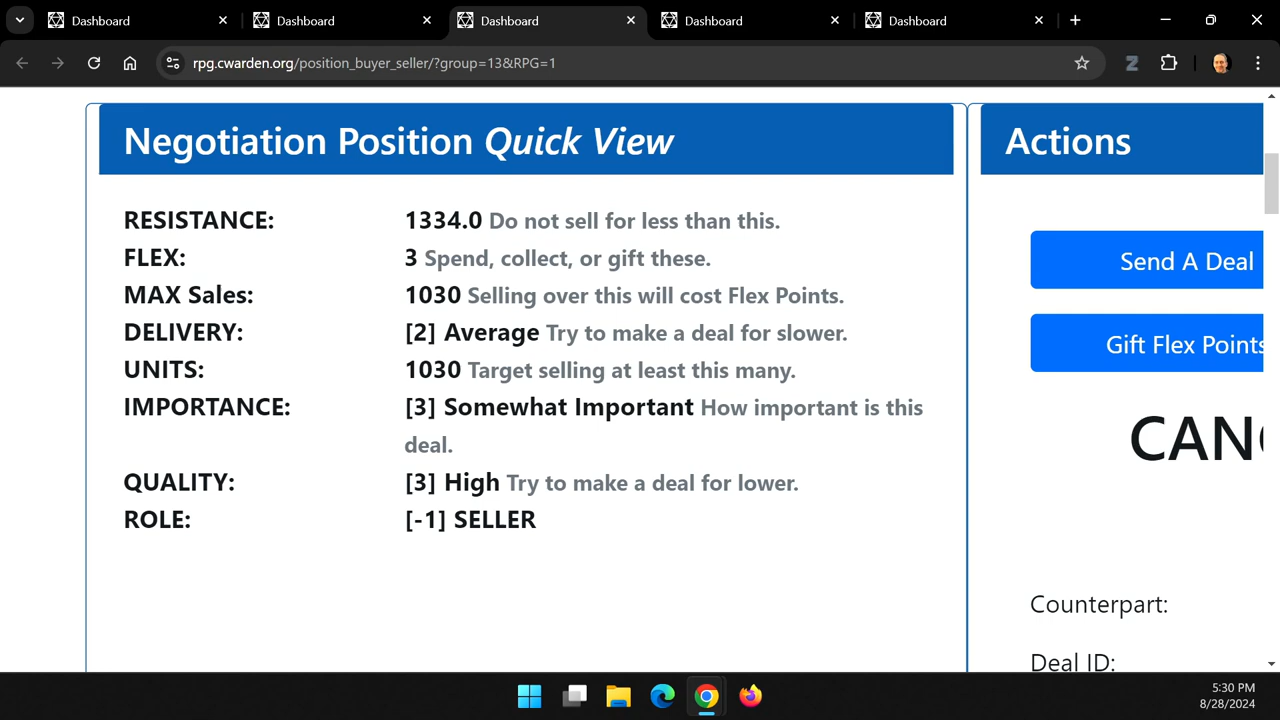 Dashboard
Dashboard
Dashboard
Dashboard
Dashboard
rpg.cwarden.org/position_buyer_seller/?group=13&RPG=1
Negotiation Position Quick View
RESISTANCE: 1334.0 Do not sell for less than this.
FLEX: 3 Spend, collect, or gift these.
MAX Sales: 1030 Selling over this will cost Flex Points.
DELIVERY: [2] Average Try to make a deal for slower.
UNITS: 1030 Target selling at least this many.
IMPORTANCE: [3] Somewhat Important How important is this
deal.
QUALITY: [3] High Try to make a deal for lower.
ROLE: [-1] SELLER
Actions
Send A Deal
Gift Flex Points
CAN
Counterpart:
Deal ID:
5:30 PM
8/28/2024